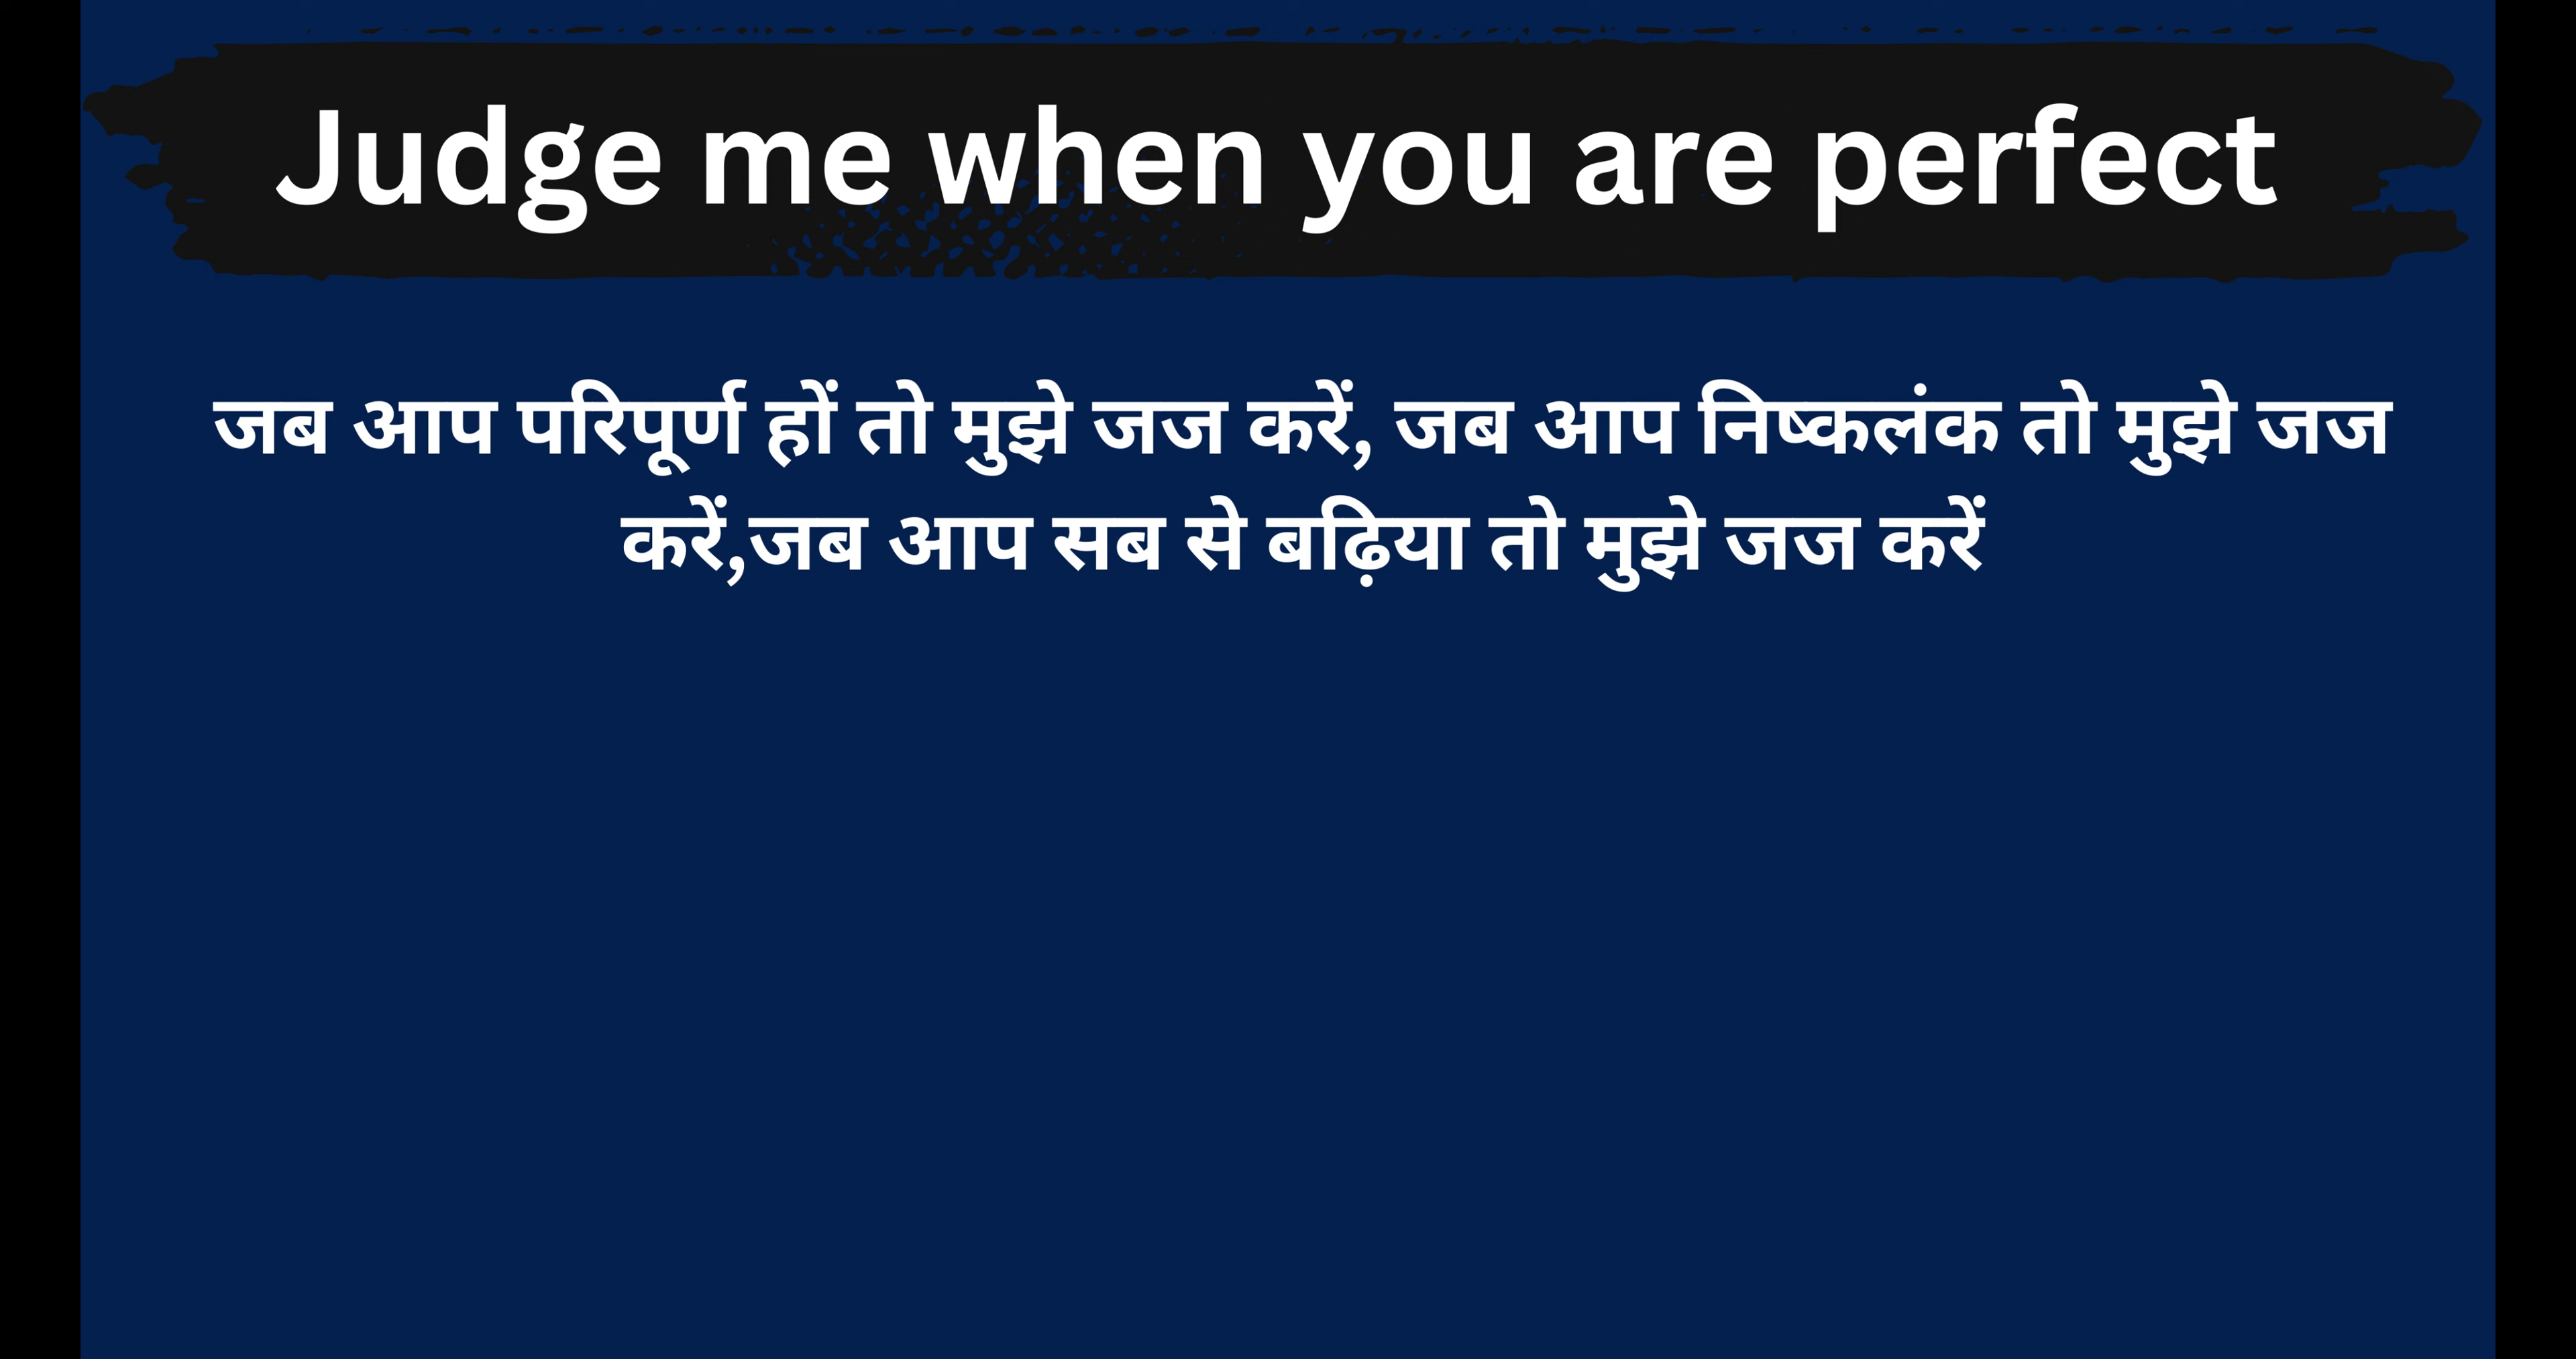 Judge me when you are perfect
जब आप परिपूर्ण हों तो मुझे जज करें, जब आप निष्कलंक तो मुझे जज
करें,जब आप सब से बढ़िया तो मुझे जज करें